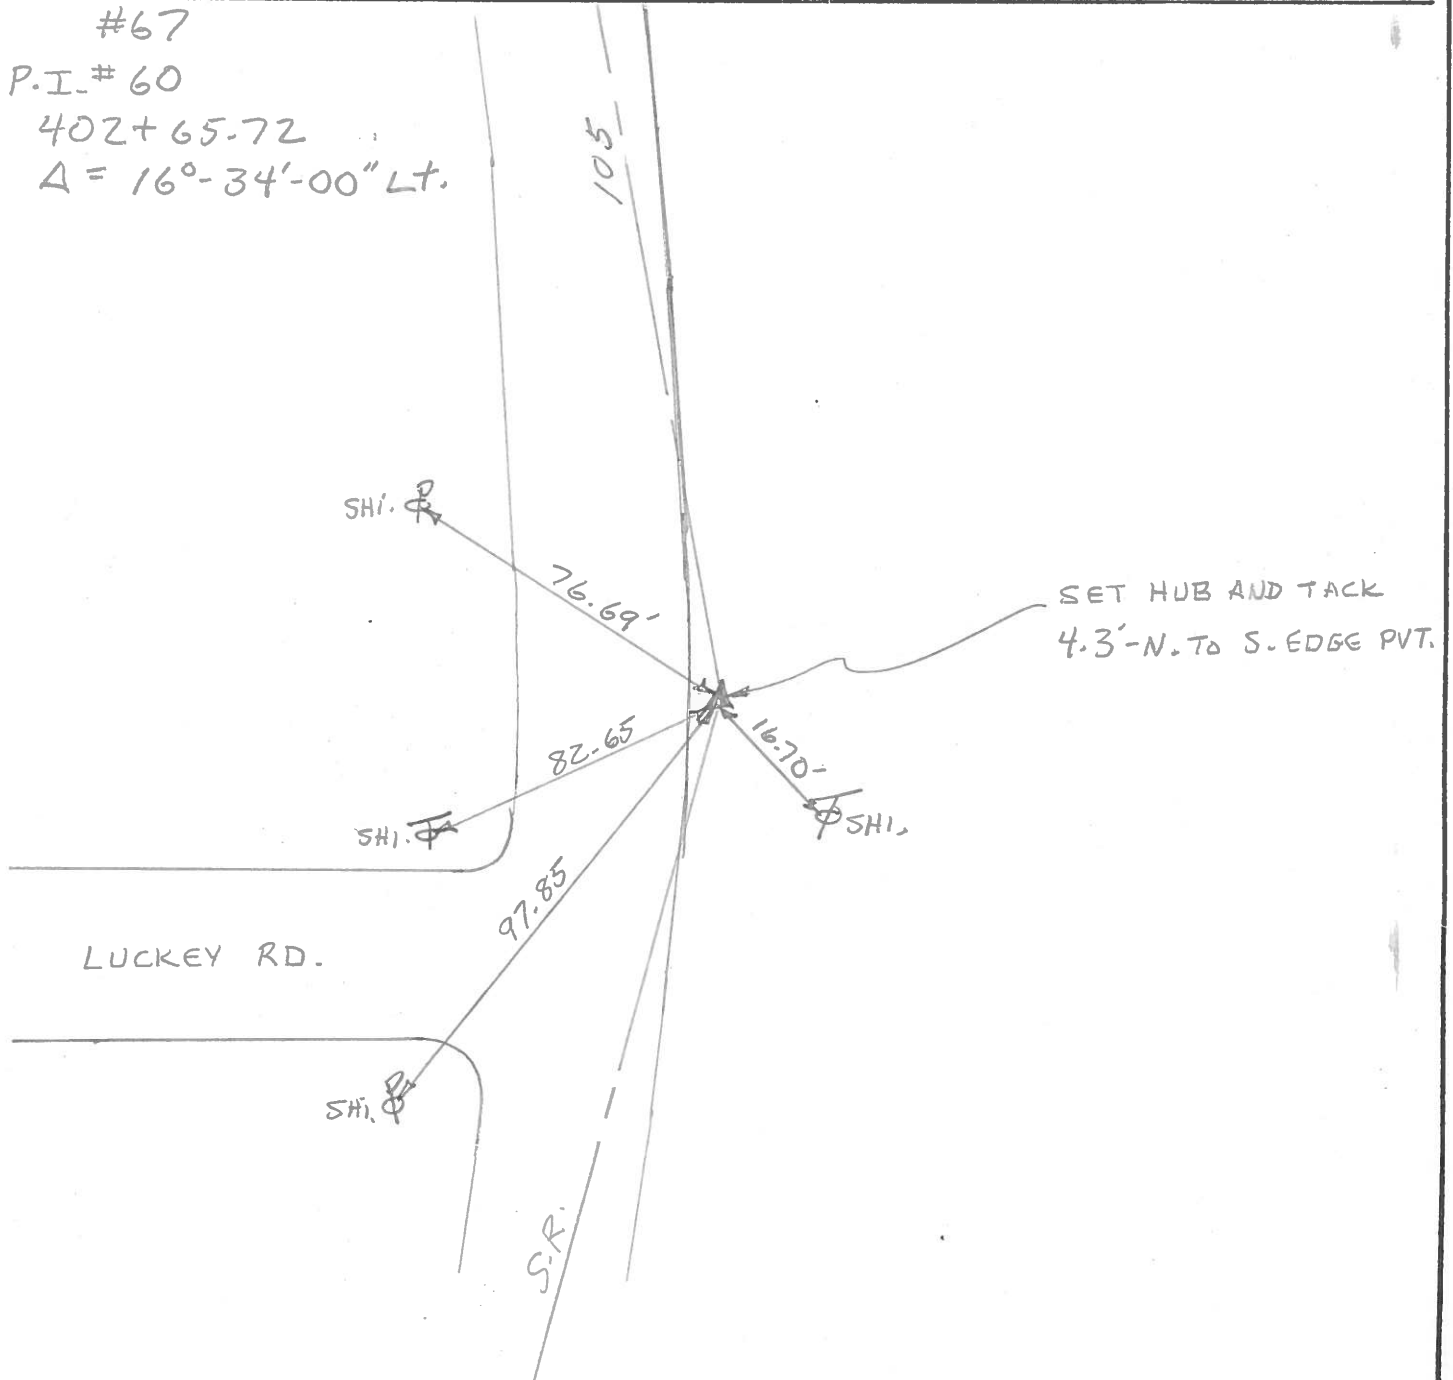 #67
P.I. # 60
402+65.72
Δ = 16°-34'-00" Lt.
105
SHI.
76.69'
SET HUB AND TACK
4.3'-N. TO S. EDGE PVT.
82.65
16.70'
SHI.
SHI.
97.85
LUCKEY RD.
SHI.
S.R.